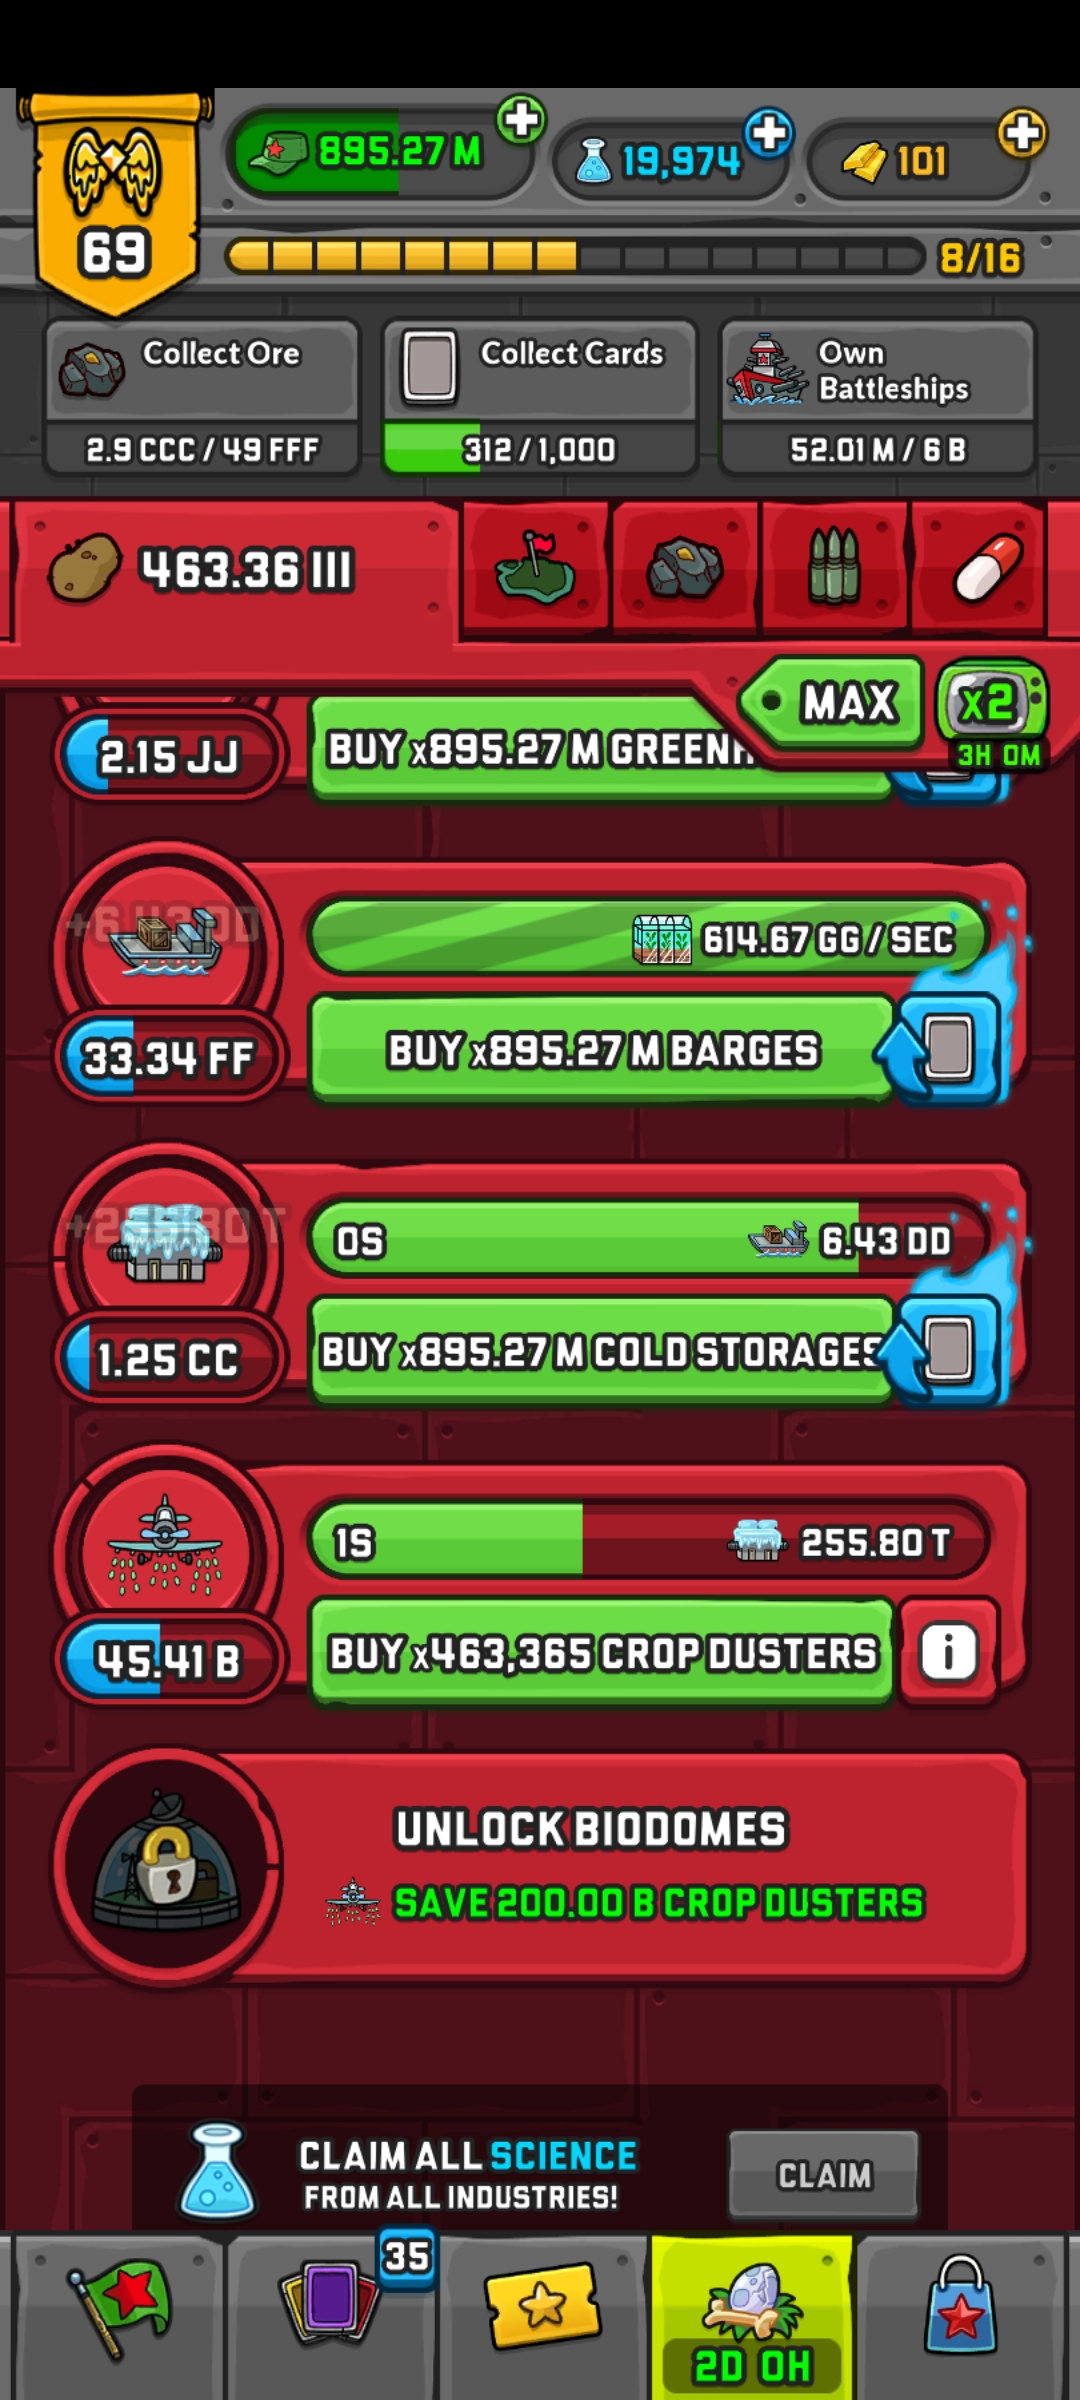 895.27 M
19,974
101
69
8/16
Collect Ore
2.9 CCC / 49 FFF
Collect Cards
312 / 1,000
Own
Battleships
52.01 M / 6 B
463.36 III
MAX
x2
3H 0M
2.15 JJ
BUY x895.27 M
+6.43 DD
614.67 GG / SEC
33.34 FF
BUY x895.27 M BARGES
+255.80 T
0S
6.43 DD
1.25 CC
BUY x895.27 M COLD STORAGES
1S
255.80 T
45.41 B
BUY x463,365 CROP DUSTERS
i
UNLOCK BIODOMES
SAVE 200.00 B CROP DUSTERS
CLAIM ALL SCIENCE
FROM ALL INDUSTRIES!
CLAIM
35
2D 0H